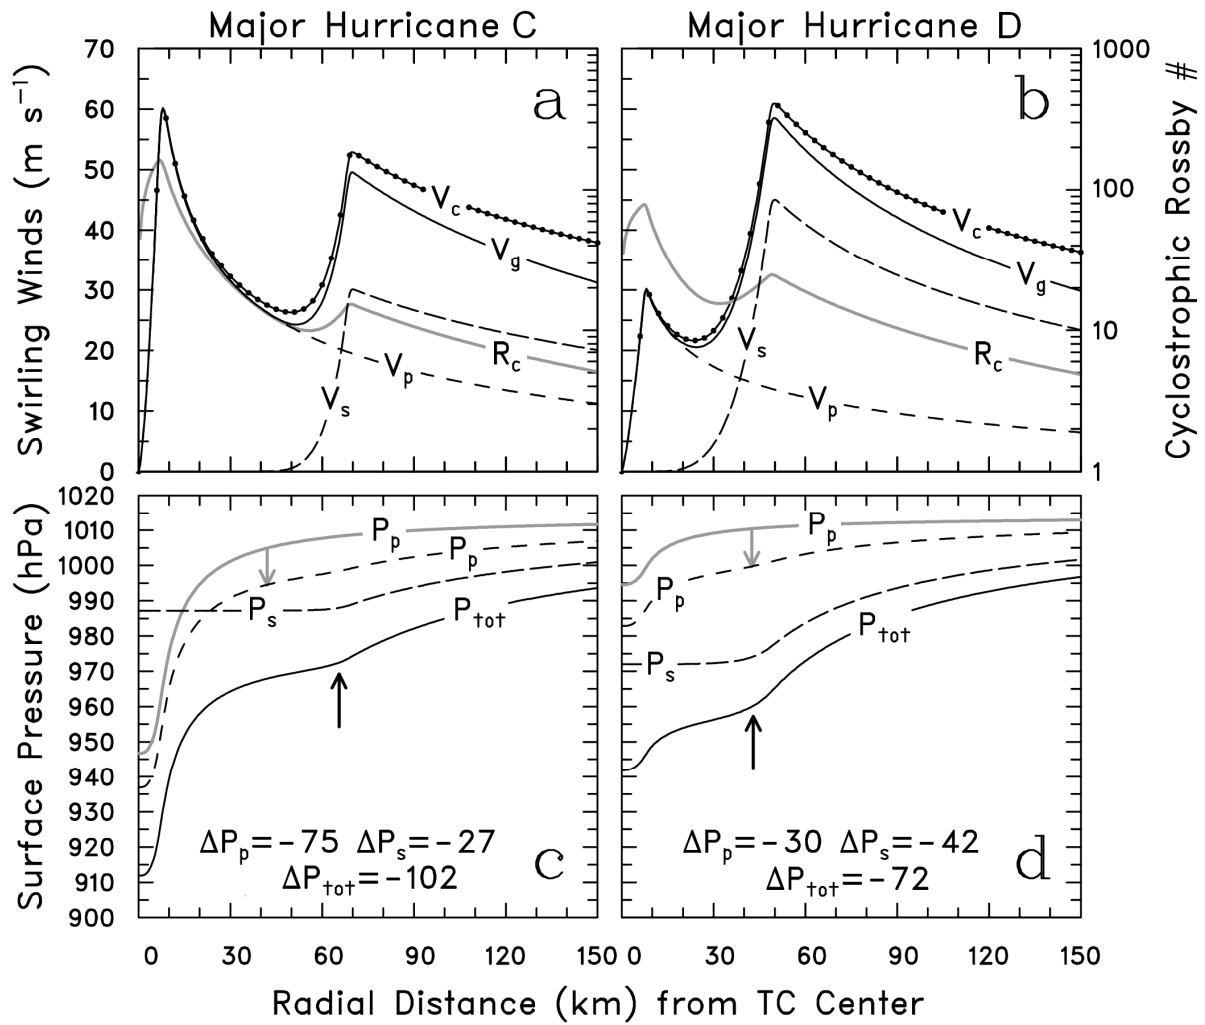 Major Hurricane C
Major Hurricane D
Swirling Winds (m s⁻¹)
70
60
50
40
30
20
10
0
a
V_c
V_g
R_c
V_p
V_s
b
V_c
V_g
V_s
R_c
V_p
1000
100
10
1
Cyclostrophic Rossby #
Surface Pressure (hPa)
1020
1010
1000
990
980
970
960
950
940
930
920
910
900
P_p
P_p
P_s
P_tot
ΔP_p=-75 ΔP_s=-27
ΔP_tot=-102
c
P_p
P_p
P_s
P_tot
ΔP_p=-30 ΔP_s=-42
ΔP_tot=-72
d
0 30 60 90 120 150
0 30 60 90 120 150
Radial Distance (km) from TC Center